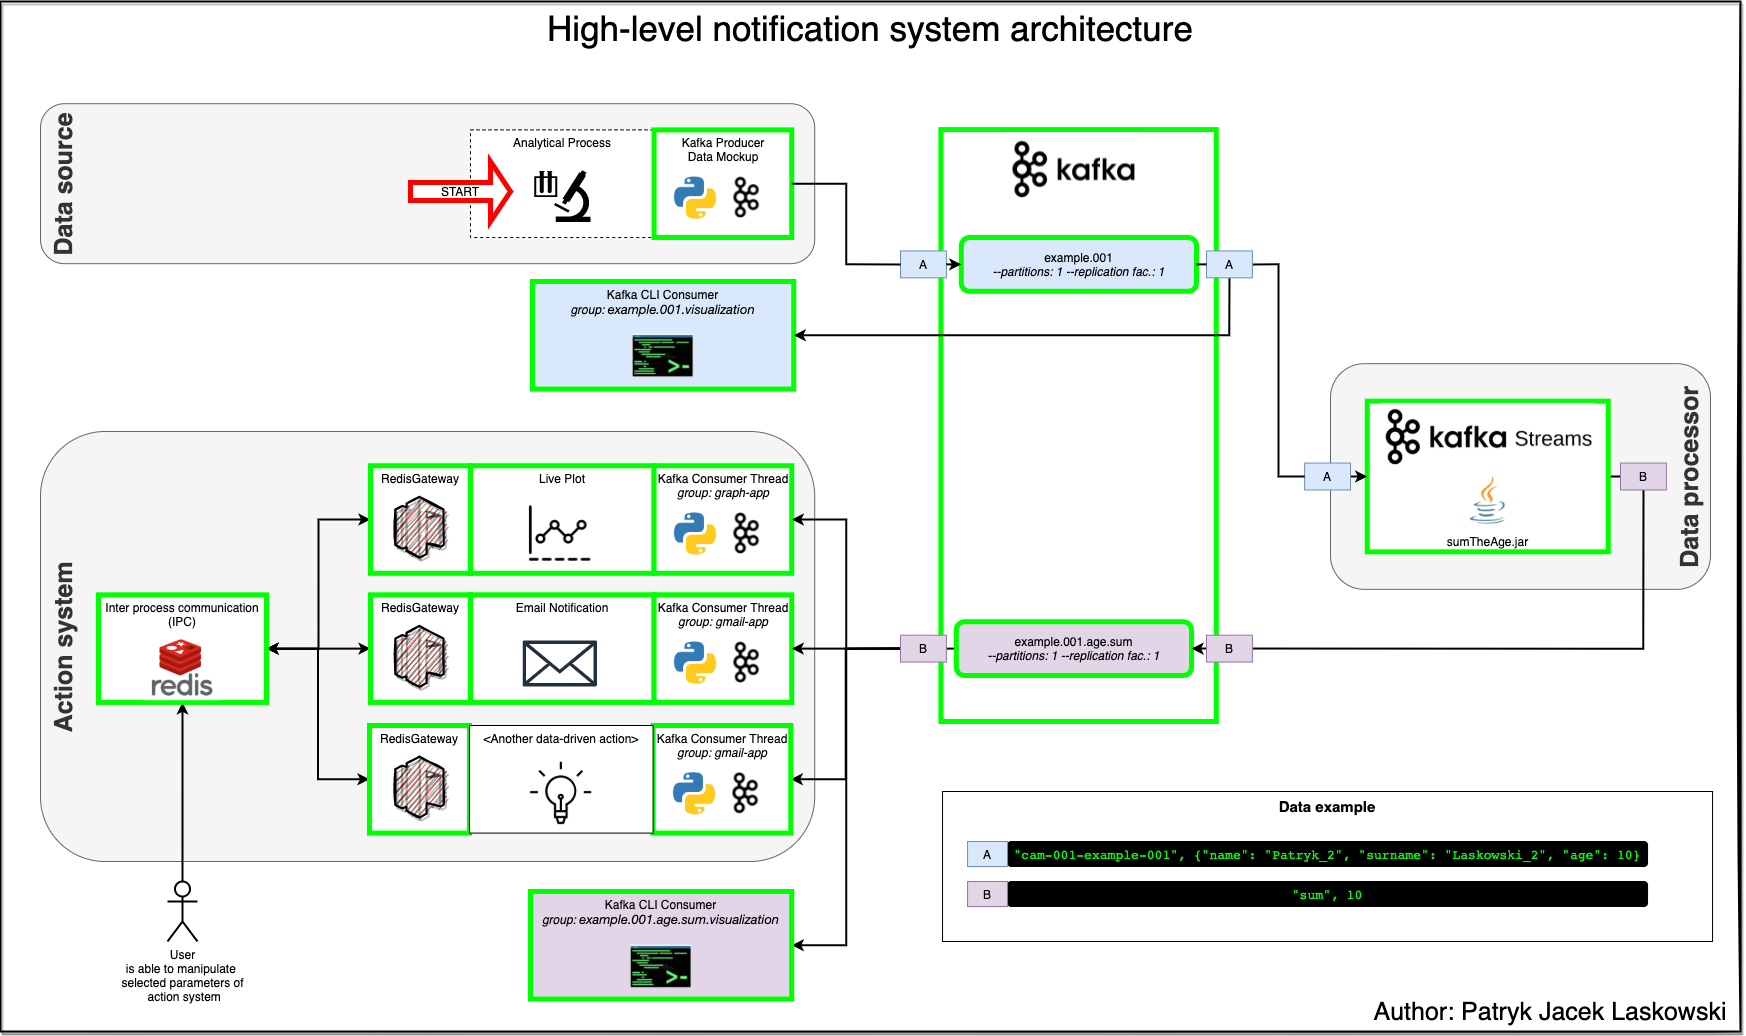 High-level notification system architecture
Data source
START
Analytical Process
Kafka Producer
Data Mockup
kafka
A
example.001
--partitions: 1 --replication fac.: 1
A
Kafka CLI Consumer
group: example.001.visualization
Data processor
kafka Streams
A
B
sumTheAge.jar
Action system
RedisGateway
Live Plot
Kafka Consumer Thread
group: graph-app
Inter process communication
(IPC)
redis
RedisGateway
Email Notification
Kafka Consumer Thread
group: gmail-app
B
example.001.age.sum
--partitions: 1 --replication fac.: 1
B
RedisGateway
<Another data-driven action>
Kafka Consumer Thread
group: gmail-app
Kafka CLI Consumer
group: example.001.age.sum.visualization
User
is able to manipulate
selected parameters of
action system
Data example
A "cam-001-example-001", {"name": "Patryk_2", "surname": "Laskowski_2", "age": 10}
B "sum", 10
Author: Patryk Jacek Laskowski